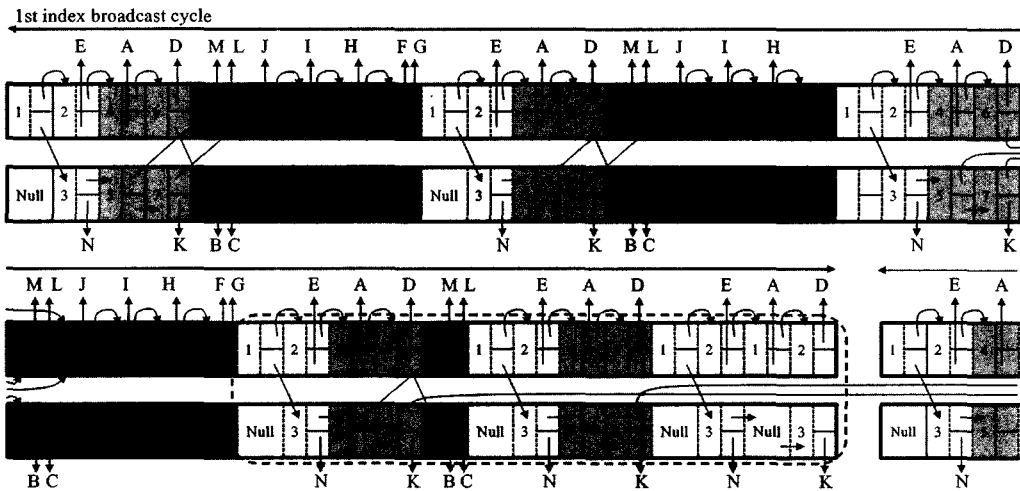 1st index broadcast cycle
E A D M L J I H F G E A D M L J I H E A D
1 2 1 2 1 2
Null 3 Null 3 3
N K B C N K B C N K
M L J I H F G E A D M L E A D E A D E A
1 2 1 2 1 2 1 2 1 2
Null 3 Null 3 Null 3 Null 3 Null 3
B C N K B C N K N K N